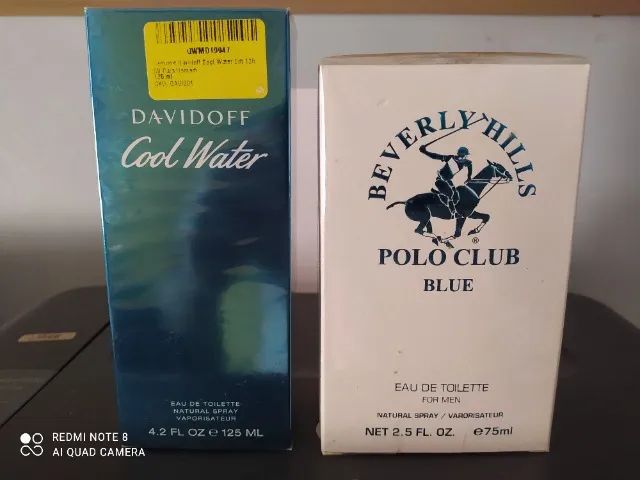 DAVIDOFF
Cool Water
EAU DE TOILETTE
NATURAL SPRAY
VAPORISATEUR
4.2 FL OZ e 125 ML
BEVERLY HILLS
®
POLO CLUB
BLUE
EAU DE TOILETTE
FOR MEN
NATURAL SPRAY / VAPORISATEUR
NET 2.5 FL. OZ. e75ml
REDMI NOTE 8
AI QUAD CAMERA